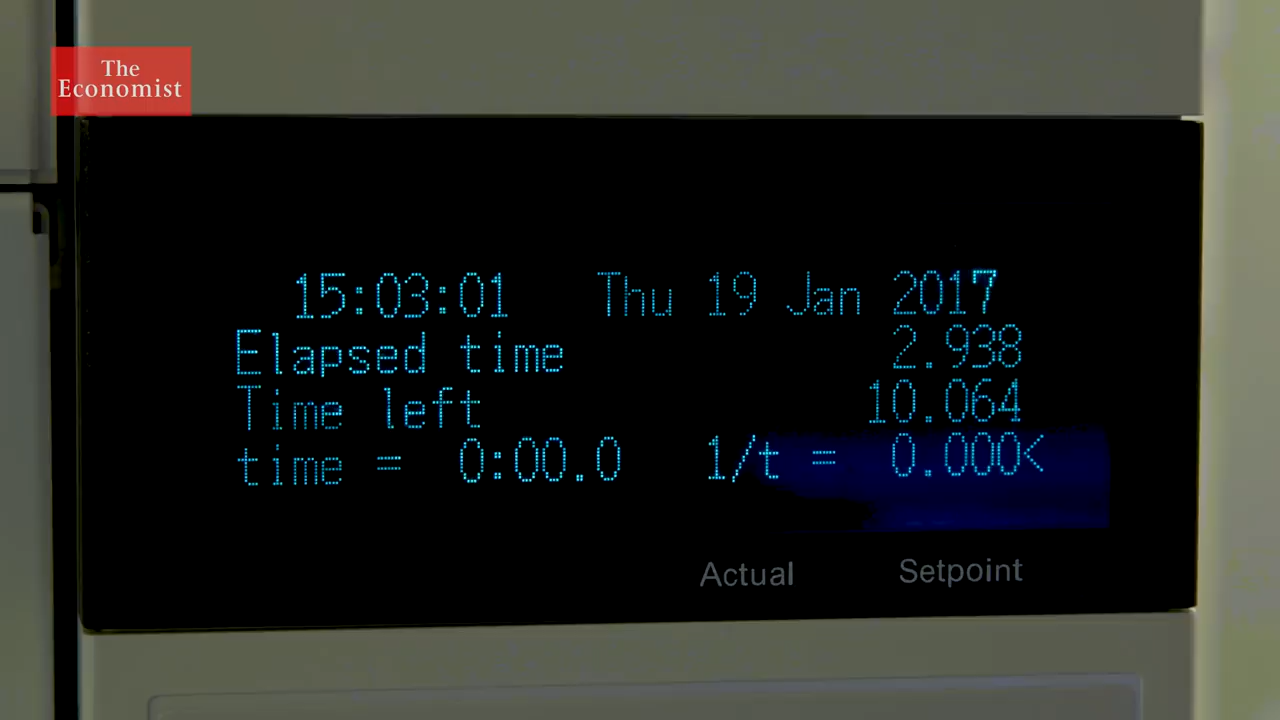 The
Economist
15:03:01 Thu 19 Jan 2017
Elapsed time 2.938
Time left 10.064
time = 0:00.0 1/t = 0.000<
Actual Setpoint